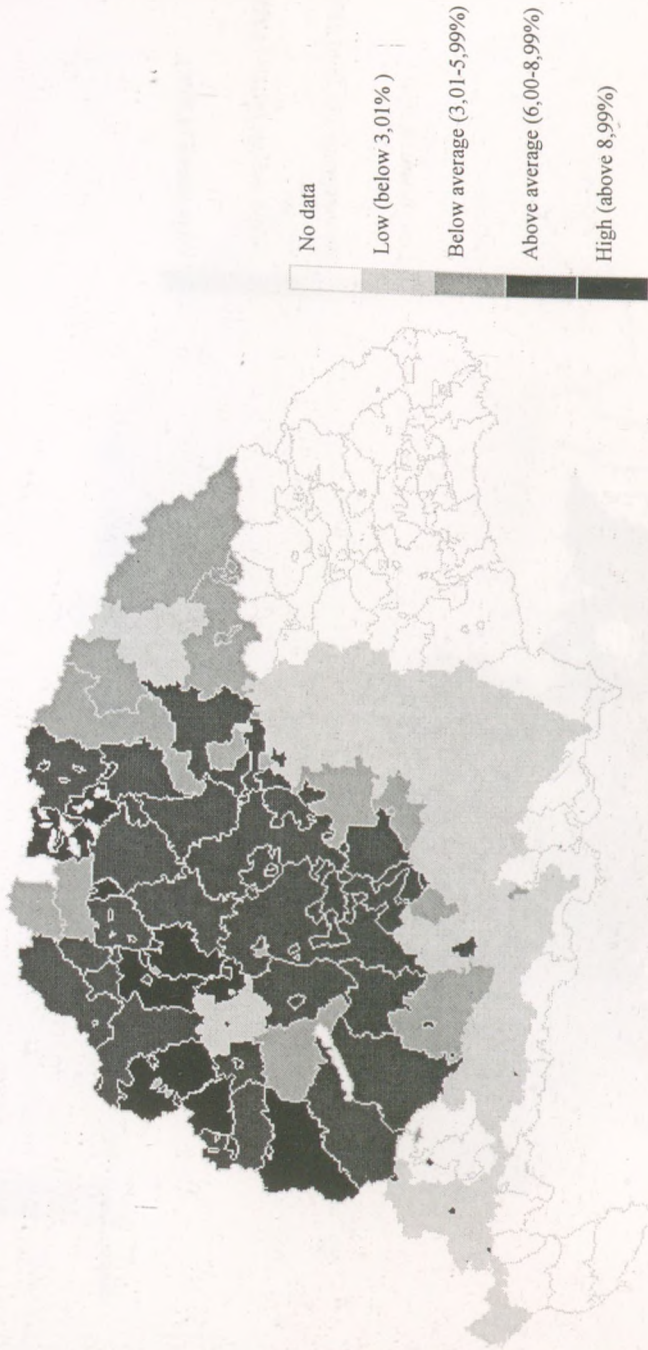 No data
Low (below 3,01% )
Below average (3,01-5,99%)
Above average (6,00-8,99%)
High (above 8,99%)